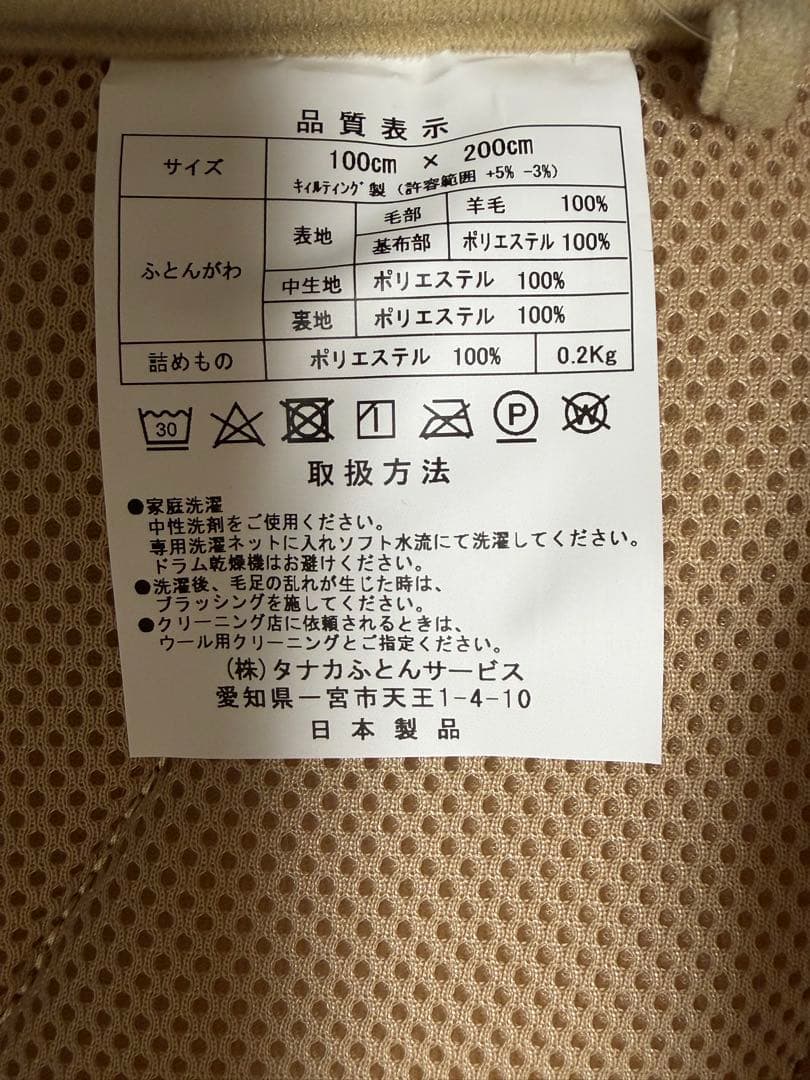 品質表示
サイズ 100cm × 200cm
ｷｨﾙﾃｨﾝｸﾞ製 (許容範囲 +5% -3%)
ふとんがわ 表地 毛部 羊毛 100%
基布部 ポリエステル 100%
中生地 ポリエステル 100%
裏地 ポリエステル 100%
詰めもの ポリエステル 100% 0.2Kg
30 P W
取扱方法
●家庭洗濯
中性洗剤をご使用ください。
専用洗濯ネットに入れソフト水流にて洗濯してください。
ドラム乾燥機はお避けください。
●洗濯後、毛足の乱れが生じた時は、
ブラッシングを施してください。
●クリーニング店に依頼されるときは、
ウール用クリーニングとご指定ください。
(株)タナカふとんサービス
愛知県一宮市天王1-4-10
日本製品